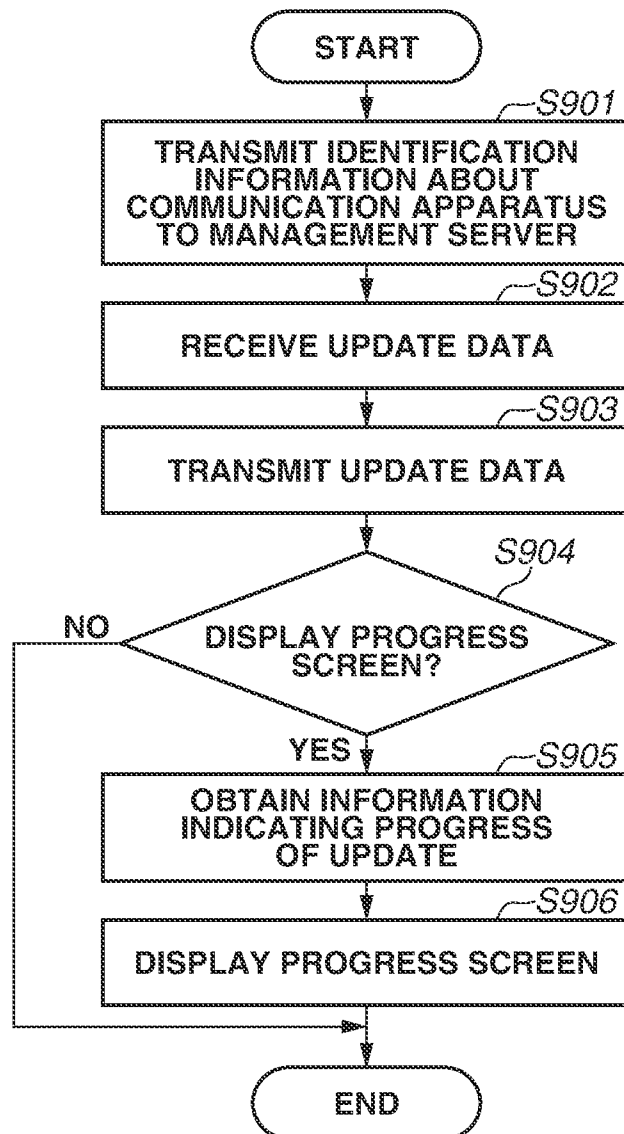 START
S901
TRANSMIT IDENTIFICATION
INFORMATION ABOUT
COMMUNICATION APPARATUS
TO MANAGEMENT SERVER
S902
RECEIVE UPDATE DATA
S903
TRANSMIT UPDATE DATA
S904
DISPLAY PROGRESS
SCREEN?
NO
YES
S905
OBTAIN INFORMATION
INDICATING PROGRESS
OF UPDATE
S906
DISPLAY PROGRESS SCREEN
END